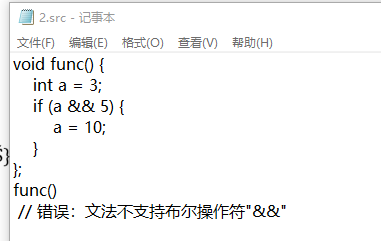 2.src - 记事本
文件(F) 编辑(E) 格式(O) 查看(V) 帮助(H)
void func() {
    int a = 3;
    if (a && 5) {
        a = 10;
    }
};
func()
 // 错误：文法不支持布尔操作符"&&"